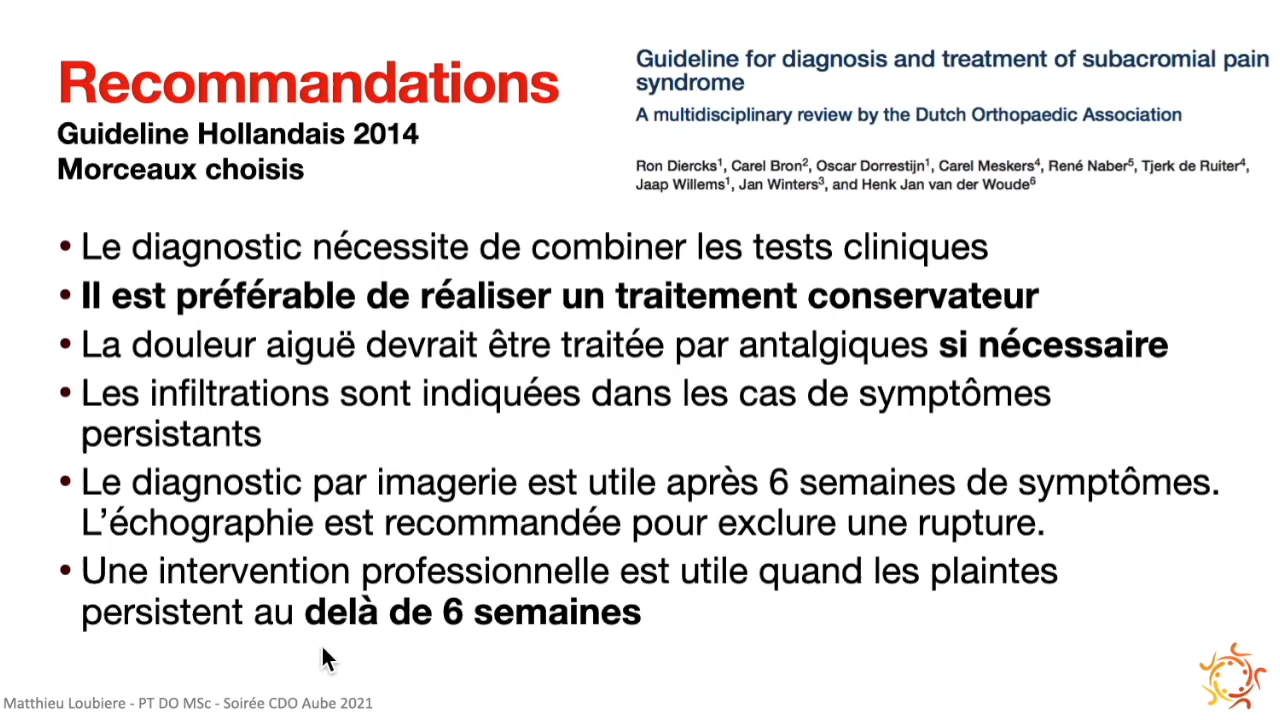 Recommandations
Guideline Hollandais 2014
Morceaux choisis
Guideline for diagnosis and treatment of subacromial pain
syndrome
A multidisciplinary review by the Dutch Orthopaedic Association
Ron Diercks1, Carel Bron2, Oscar Dorrestijn1, Carel Meskers4, René Naber5, Tjerk de Ruiter4,
Jaap Willems1, Jan Winters3, and Henk Jan van der Woude6
• Le diagnostic nécessite de combiner les tests cliniques
• Il est préférable de réaliser un traitement conservateur
• La douleur aiguë devrait être traitée par antalgiques si nécessaire
• Les infiltrations sont indiquées dans les cas de symptômes
persistants
• Le diagnostic par imagerie est utile après 6 semaines de symptômes.
L’échographie est recommandée pour exclure une rupture.
• Une intervention professionnelle est utile quand les plaintes
persistent au delà de 6 semaines
Matthieu Loubiere - PT DO MSc - Soirée CDO Aube 2021